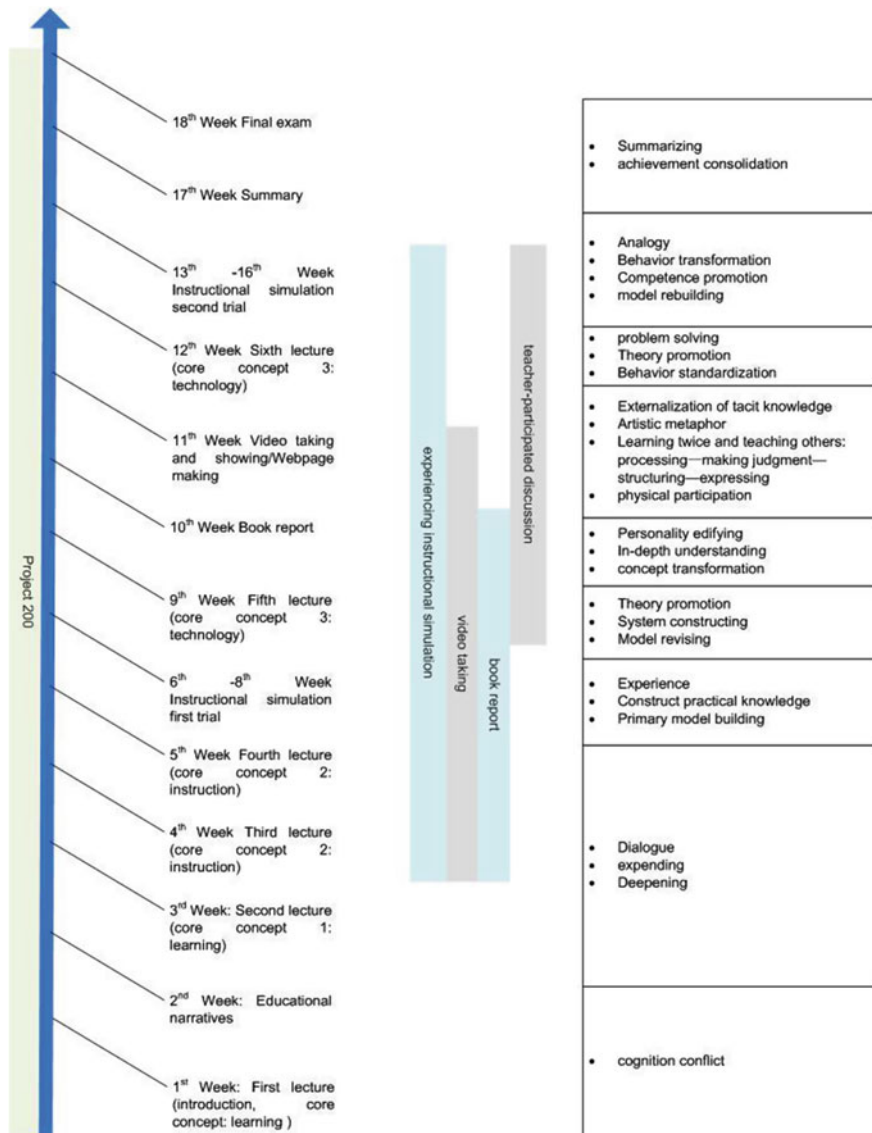 18th Week Final exam
17th Week Summary
13th -16th Week
Instructional simulation
second trial
12th Week Sixth lecture
(core concept 3:
technology)
11th Week Video taking
and showing/Webpage
making
10th Week Book report
9th Week Fifth lecture
(core concept 3:
technology)
6th -8th Week
Instructional simulation
first trial
5th Week Fourth lecture
(core concept 2:
instruction)
4th Week Third lecture
(core concept 2:
instruction)
3rd Week: Second lecture
(core concept 1:
learning)
2nd Week: Educational
narratives
1st Week: First lecture
(introduction, core
concept: learning )
Project 200
experiencing instructional simulation
video taking
book report
teacher-participated discussion
• Summarizing
• achievement consolidation
• Analogy
• Behavior transformation
• Competence promotion
• model rebuilding
• problem solving
• Theory promotion
• Behavior standardization
• Externalization of tacit knowledge
• Artistic metaphor
• Learning twice and teaching others:
processing—making judgment—
structuring—expressing
• physical participation
• Personality edifying
• In-depth understanding
• concept transformation
• Theory promotion
• System constructing
• Model revising
• Experience
• Construct practical knowledge
• Primary model building
• Dialogue
• expending
• Deepening
• cognition conflict